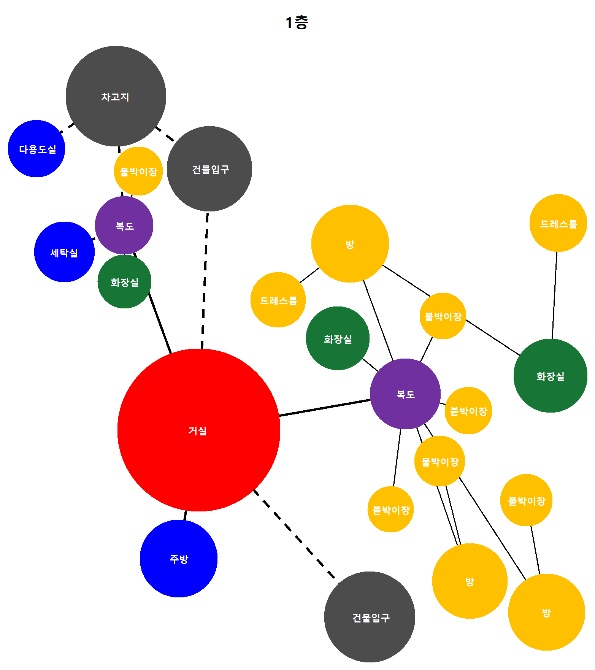 1층
차고지
다용도실
붙박이장
건물입구
복도
세탁실
화장실
방
드레스룸
드레스룸
붙박이장
화장실
화장실
복도
붙박이장
거실
붙박이장
붙박이장
붙박이장
주방
방
방
건물입구